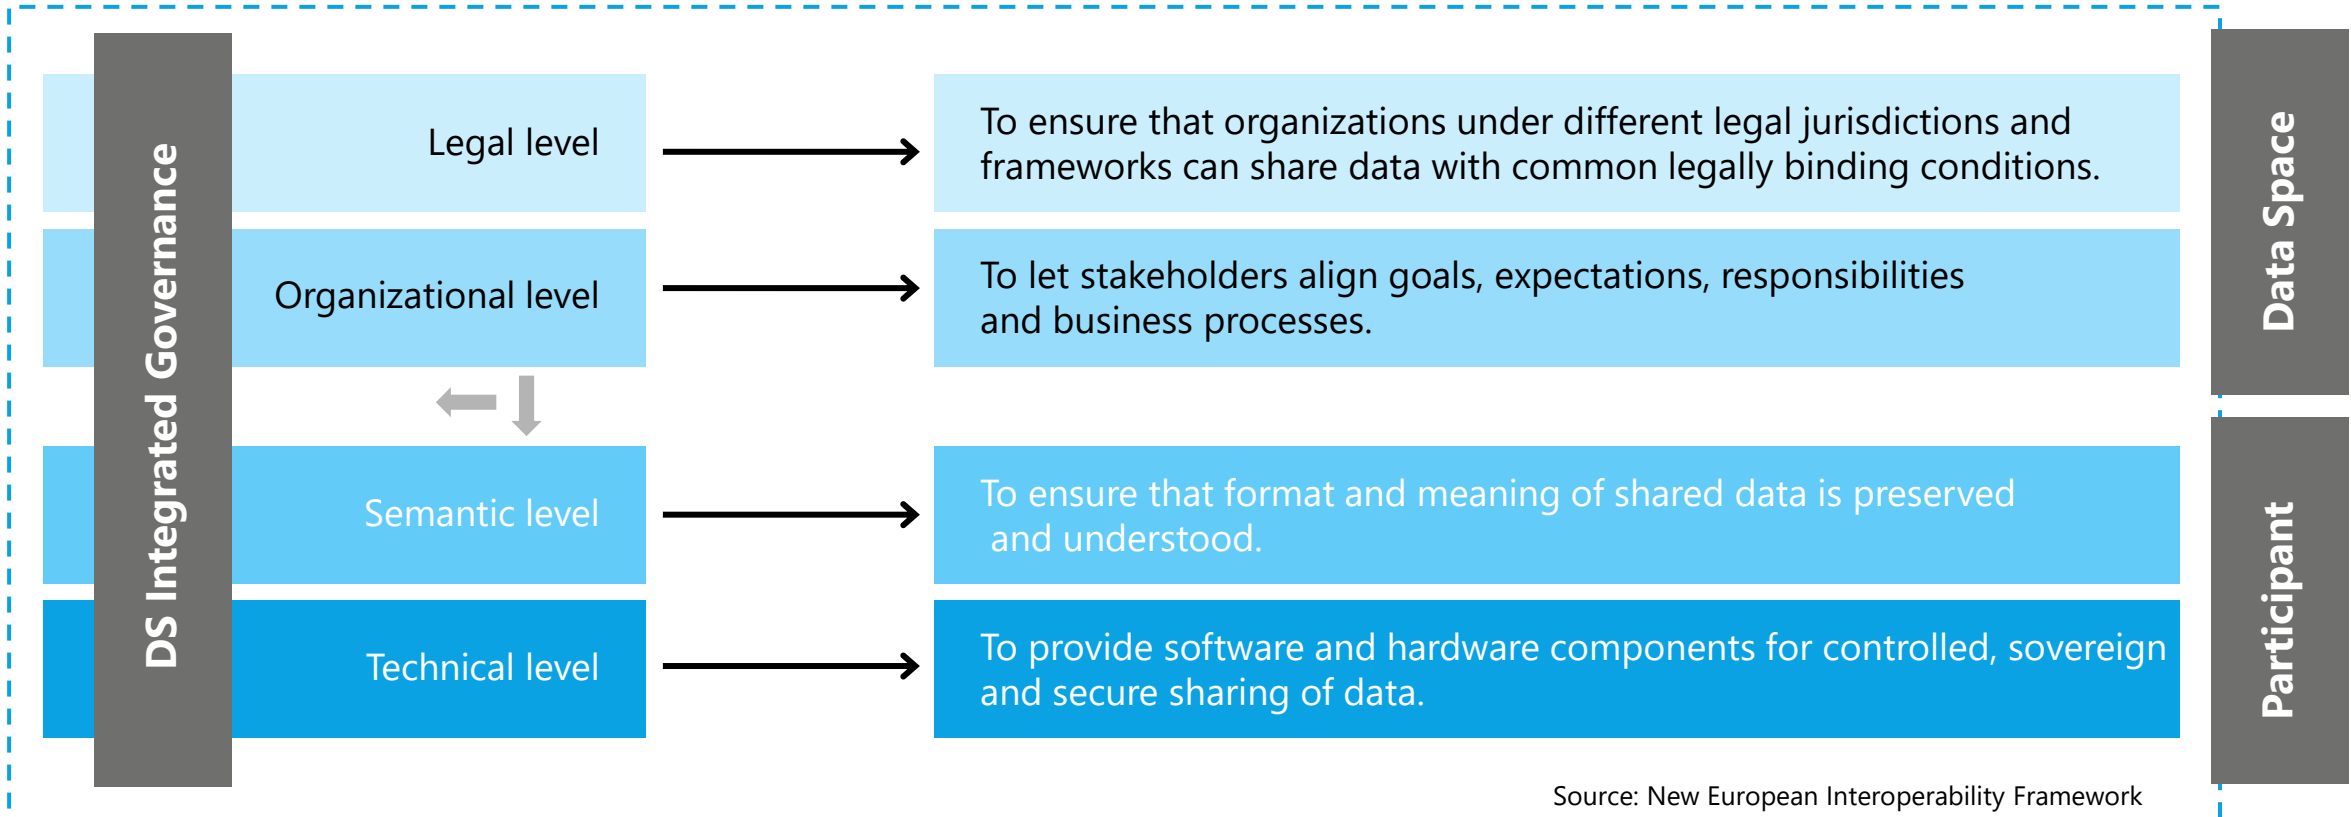 DS Integrated Governance
Legal level
To ensure that organizations under different legal jurisdictions and
frameworks can share data with common legally binding conditions.
Organizational level
To let stakeholders align goals, expectations, responsibilities
and business processes.
Data Space
Semantic level
To ensure that format and meaning of shared data is preserved
and understood.
Technical level
To provide software and hardware components for controlled, sovereign
and secure sharing of data.
Participant
Source: New European Interoperability Framework